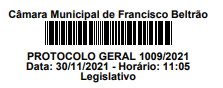 Câmara Municipal de Francisco Beltrão
PROTOCOLO GERAL 1009/2021
Data: 30/11/2021 - Horário: 11:05
Legislativo